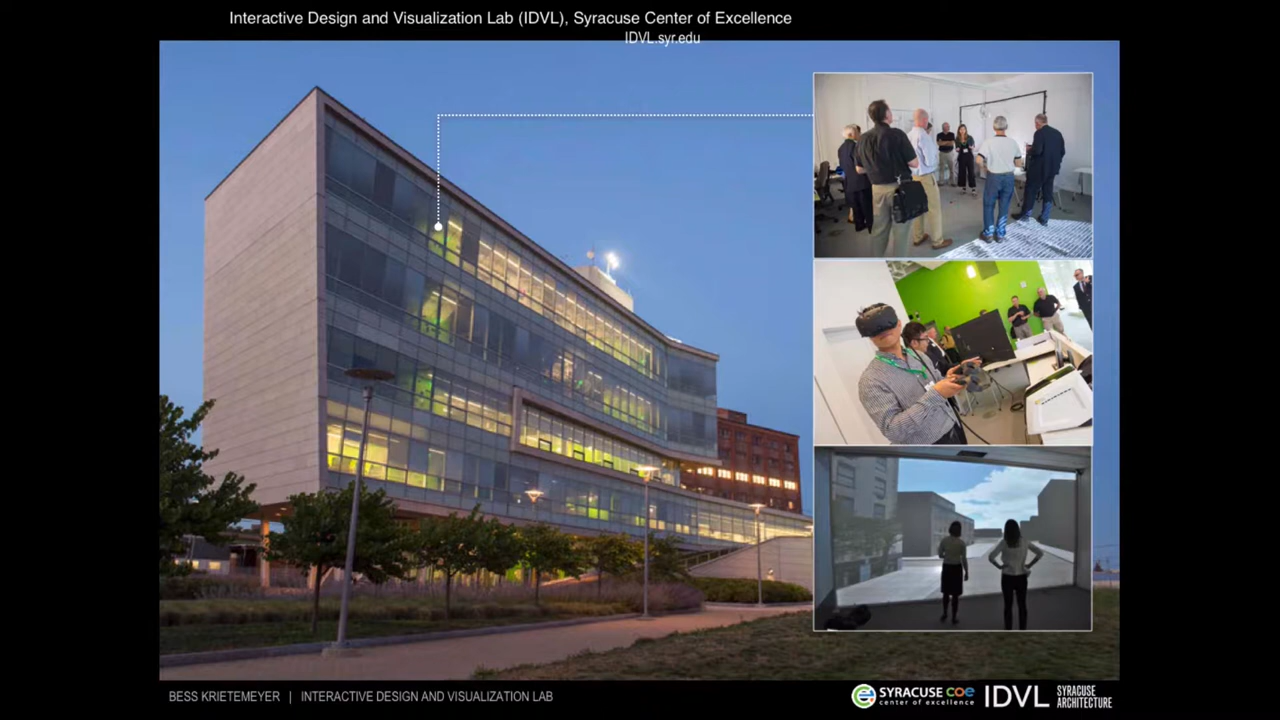 Interactive Design and Visualization Lab (IDVL), Syracuse Center of Excellence
IDVL.syr.edu
BESS KRIETEMEYER | INTERACTIVE DESIGN AND VISUALIZATION LAB
SYRACUSE COE
center of excellence
IDVL
SYRACUSE
ARCHITECTURE